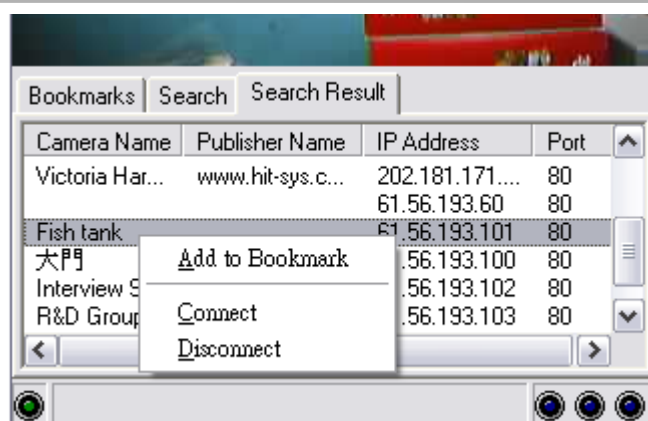 Bookmarks Search Search Result
Camera Name Publisher Name IP Address Port
Victoria Har... www.hit-sys.c... 202.181.171.... 80
61.56.193.60 80
Fish tank 61.56.193.101 80
大門 .56.193.100 80
Interview S .56.193.102 80
R&D Group .56.193.103 80
Add to Bookmark
Connect
Disconnect